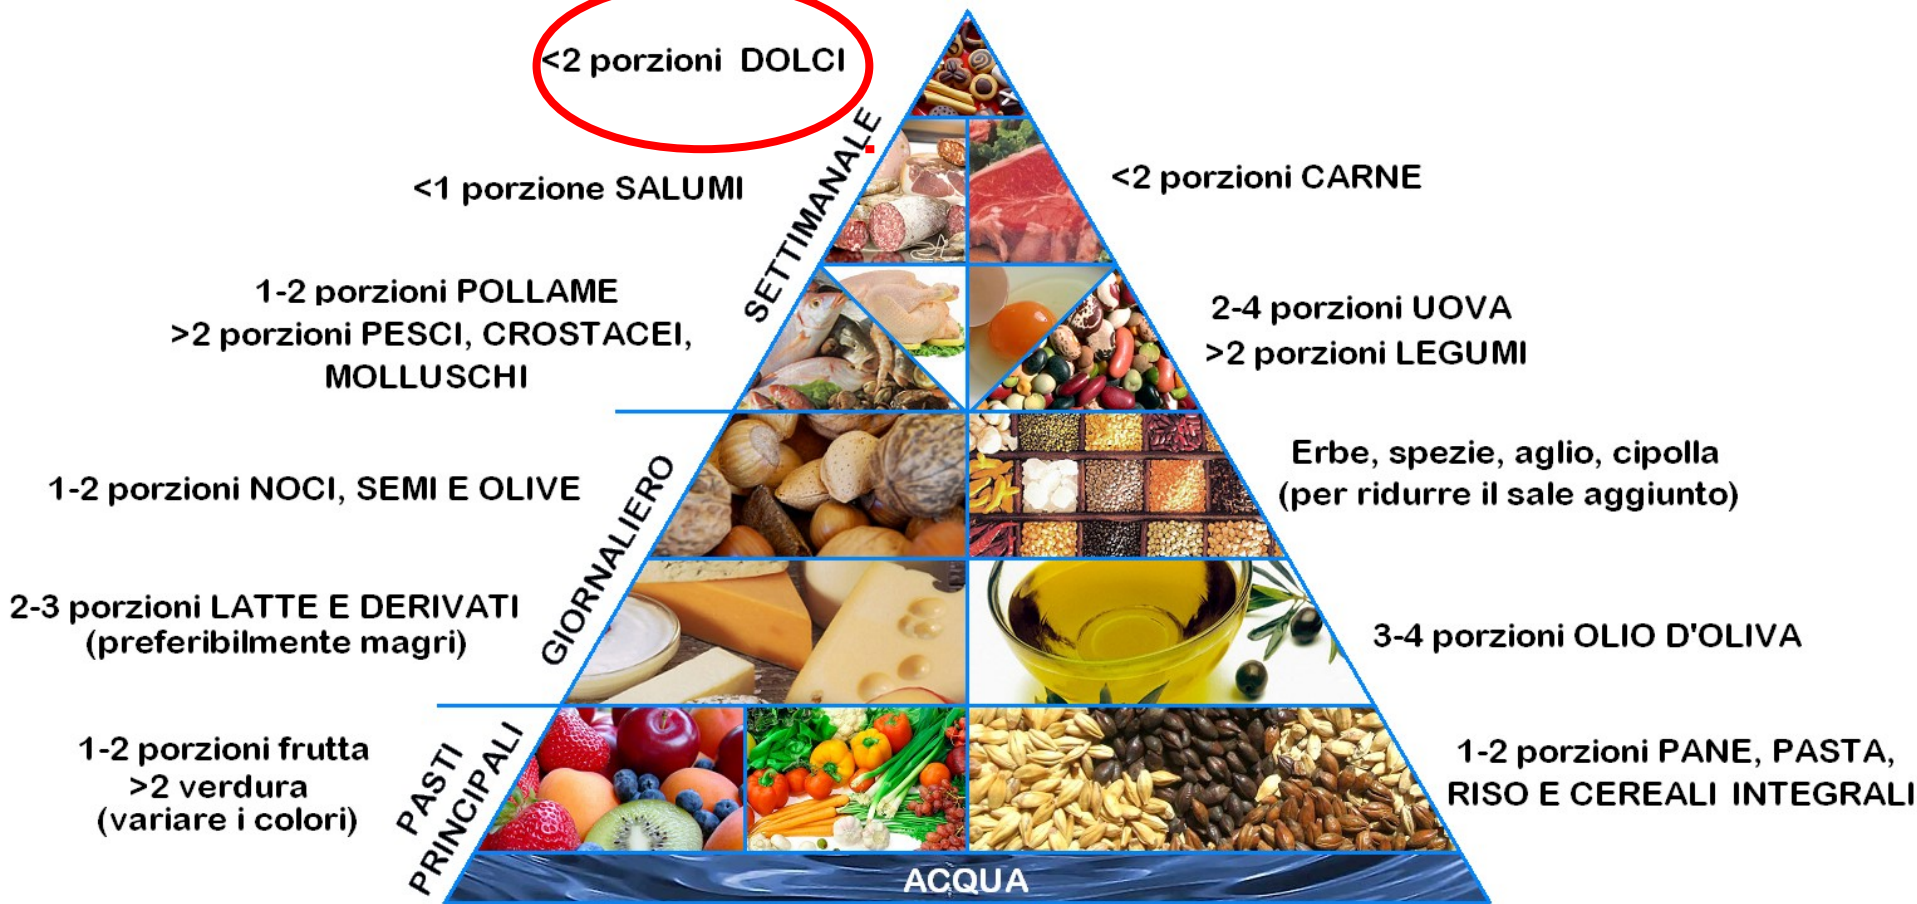 <2 porzioni DOLCI
<1 porzione SALUMI
<2 porzioni CARNE
SETTIMANALE
1-2 porzioni POLLAME
>2 porzioni PESCI, CROSTACEI,
MOLLUSCHI
2-4 porzioni UOVA
>2 porzioni LEGUMI
1-2 porzioni NOCI, SEMI E OLIVE
Erbe, spezie, aglio, cipolla
(per ridurre il sale aggiunto)
GIORNALIERO
2-3 porzioni LATTE E DERIVATI
(preferibilmente magri)
3-4 porzioni OLIO D'OLIVA
1-2 porzioni frutta
>2 verdura
(variare i colori)
PASTI
PRINCIPALI
1-2 porzioni PANE, PASTA,
RISO E CEREALI INTEGRALI
ACQUA